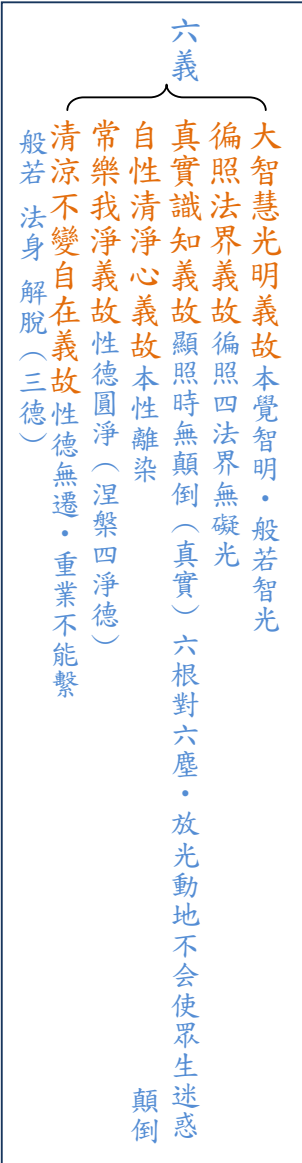 六義
大智慧光明義故本覺智明・般若智光
徧照法界義故徧照四法界無礙光
真實識知義故顯照時無顛倒（真實）六根對六塵・放光動地不会使眾生迷惑
顛倒
自性清淨心義故本性離染
常樂我淨義故性德圓淨（涅槃四淨德）
清涼不變自在義故性德無遷・重業不能繫
般若 法身 解脫（三德）